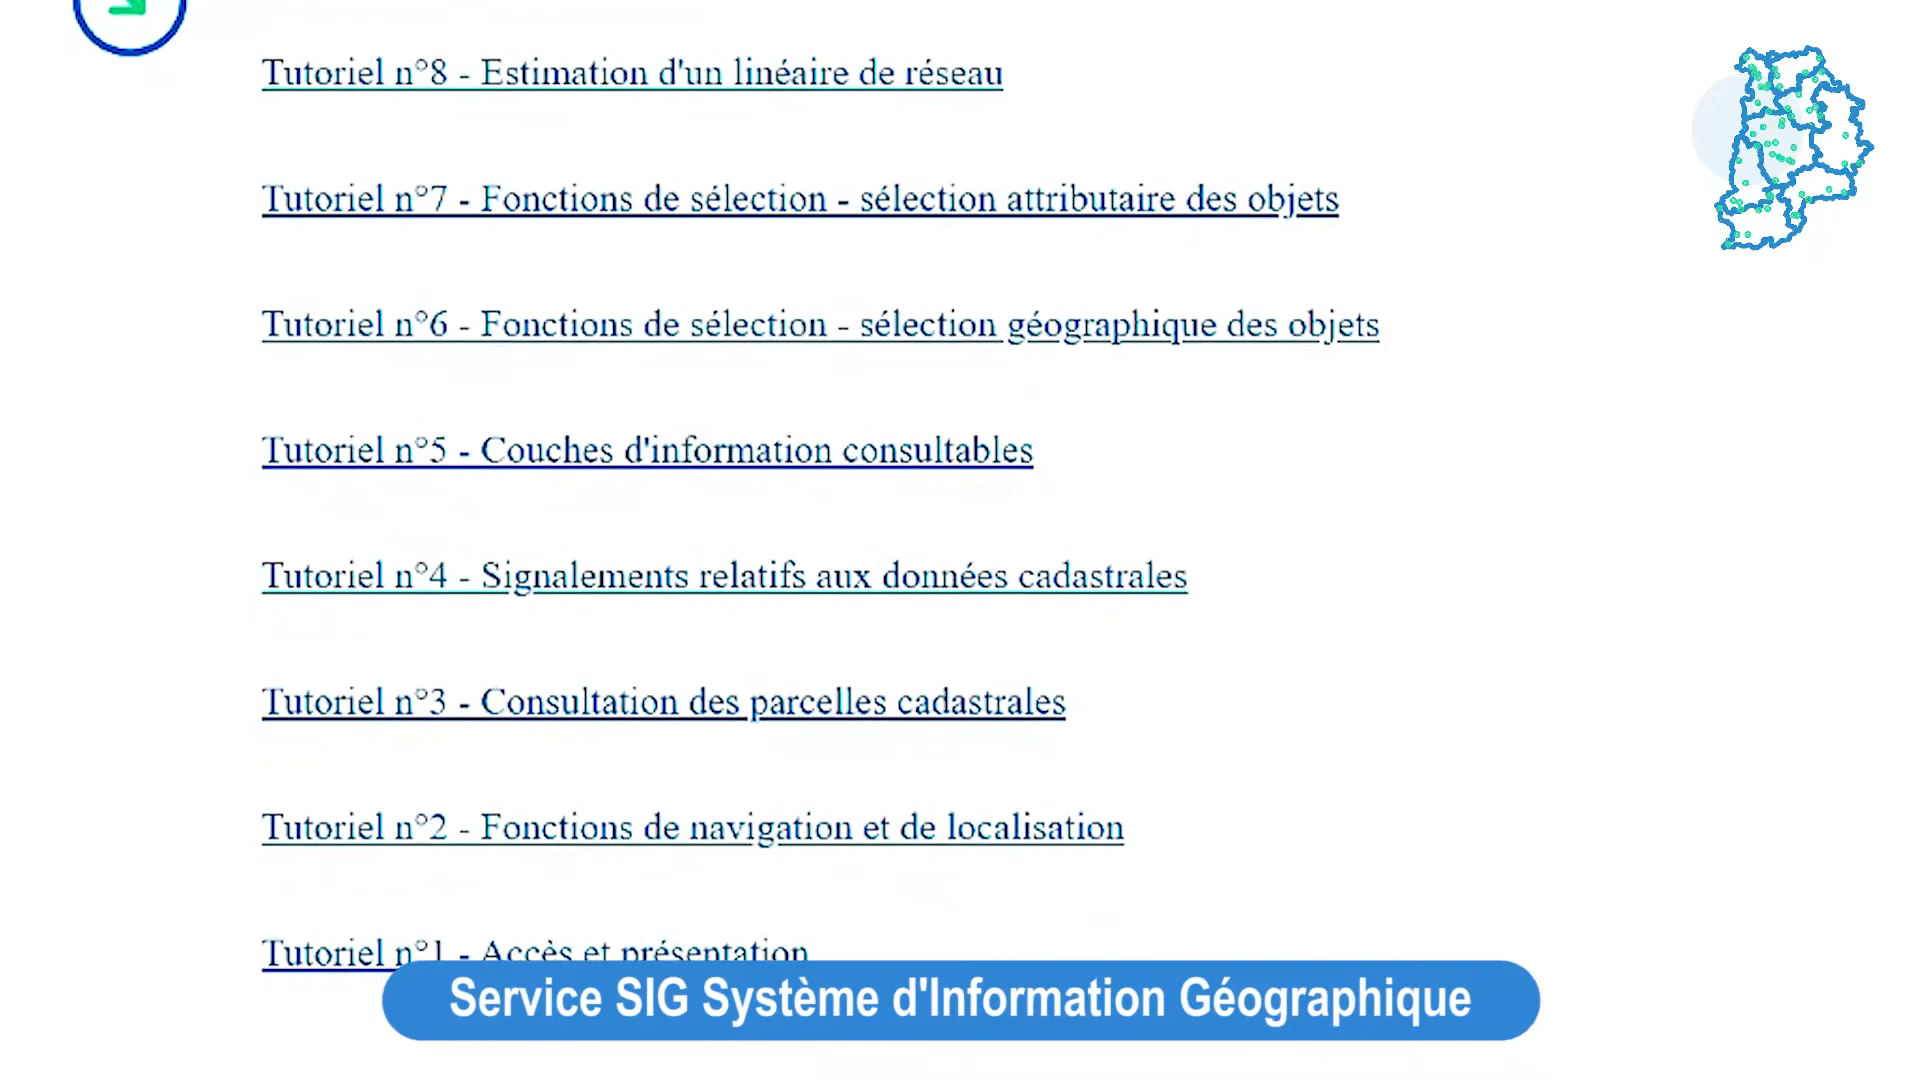 Tutoriel n°8 - Estimation d'un linéaire de réseau
Tutoriel n°7 - Fonctions de sélection - sélection attributaire des objets
Tutoriel n°6 - Fonctions de sélection - sélection géographique des objets
Tutoriel n°5 - Couches d'information consultables
Tutoriel n°4 - Signalements relatifs aux données cadastrales
Tutoriel n°3 - Consultation des parcelles cadastrales
Tutoriel n°2 - Fonctions de navigation et de localisation
Tutoriel n°1 - Accès et présentation
Service SIG Système d'Information Géographique